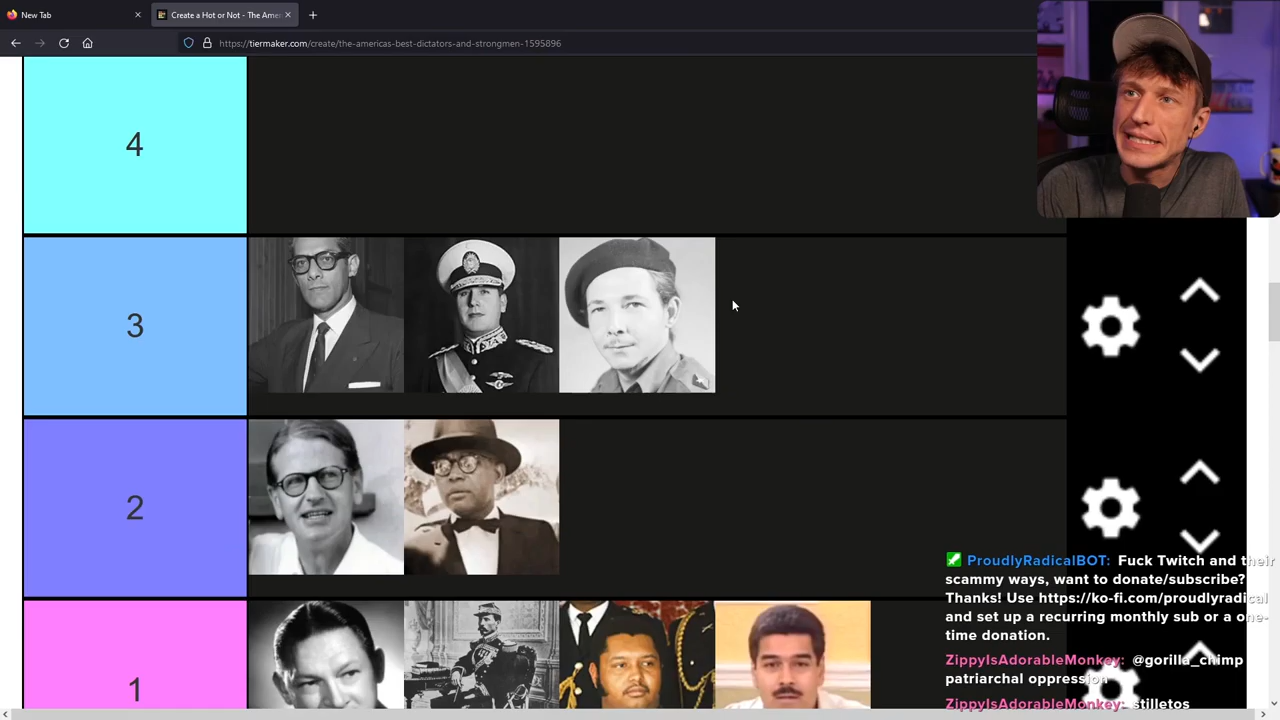 New Tab
Create a Hot or Not - The Ame
https://tiermaker.com/create/the-americas-best-dictators-and-strongmen-1595896
4
3
2
1
ProudlyRadicalBOT: Fuck Twitch and their
scammy ways, want to donate/subscribe?
Thanks! Use https://ko-fi.com/proudlyradical
and set up a recurring monthly sub or a one-
time donation.
ZippyIsAdorableMonkey: @gorilla_chimp
patriarchal oppression
ZippyIsAdorableMonkey: stilletos